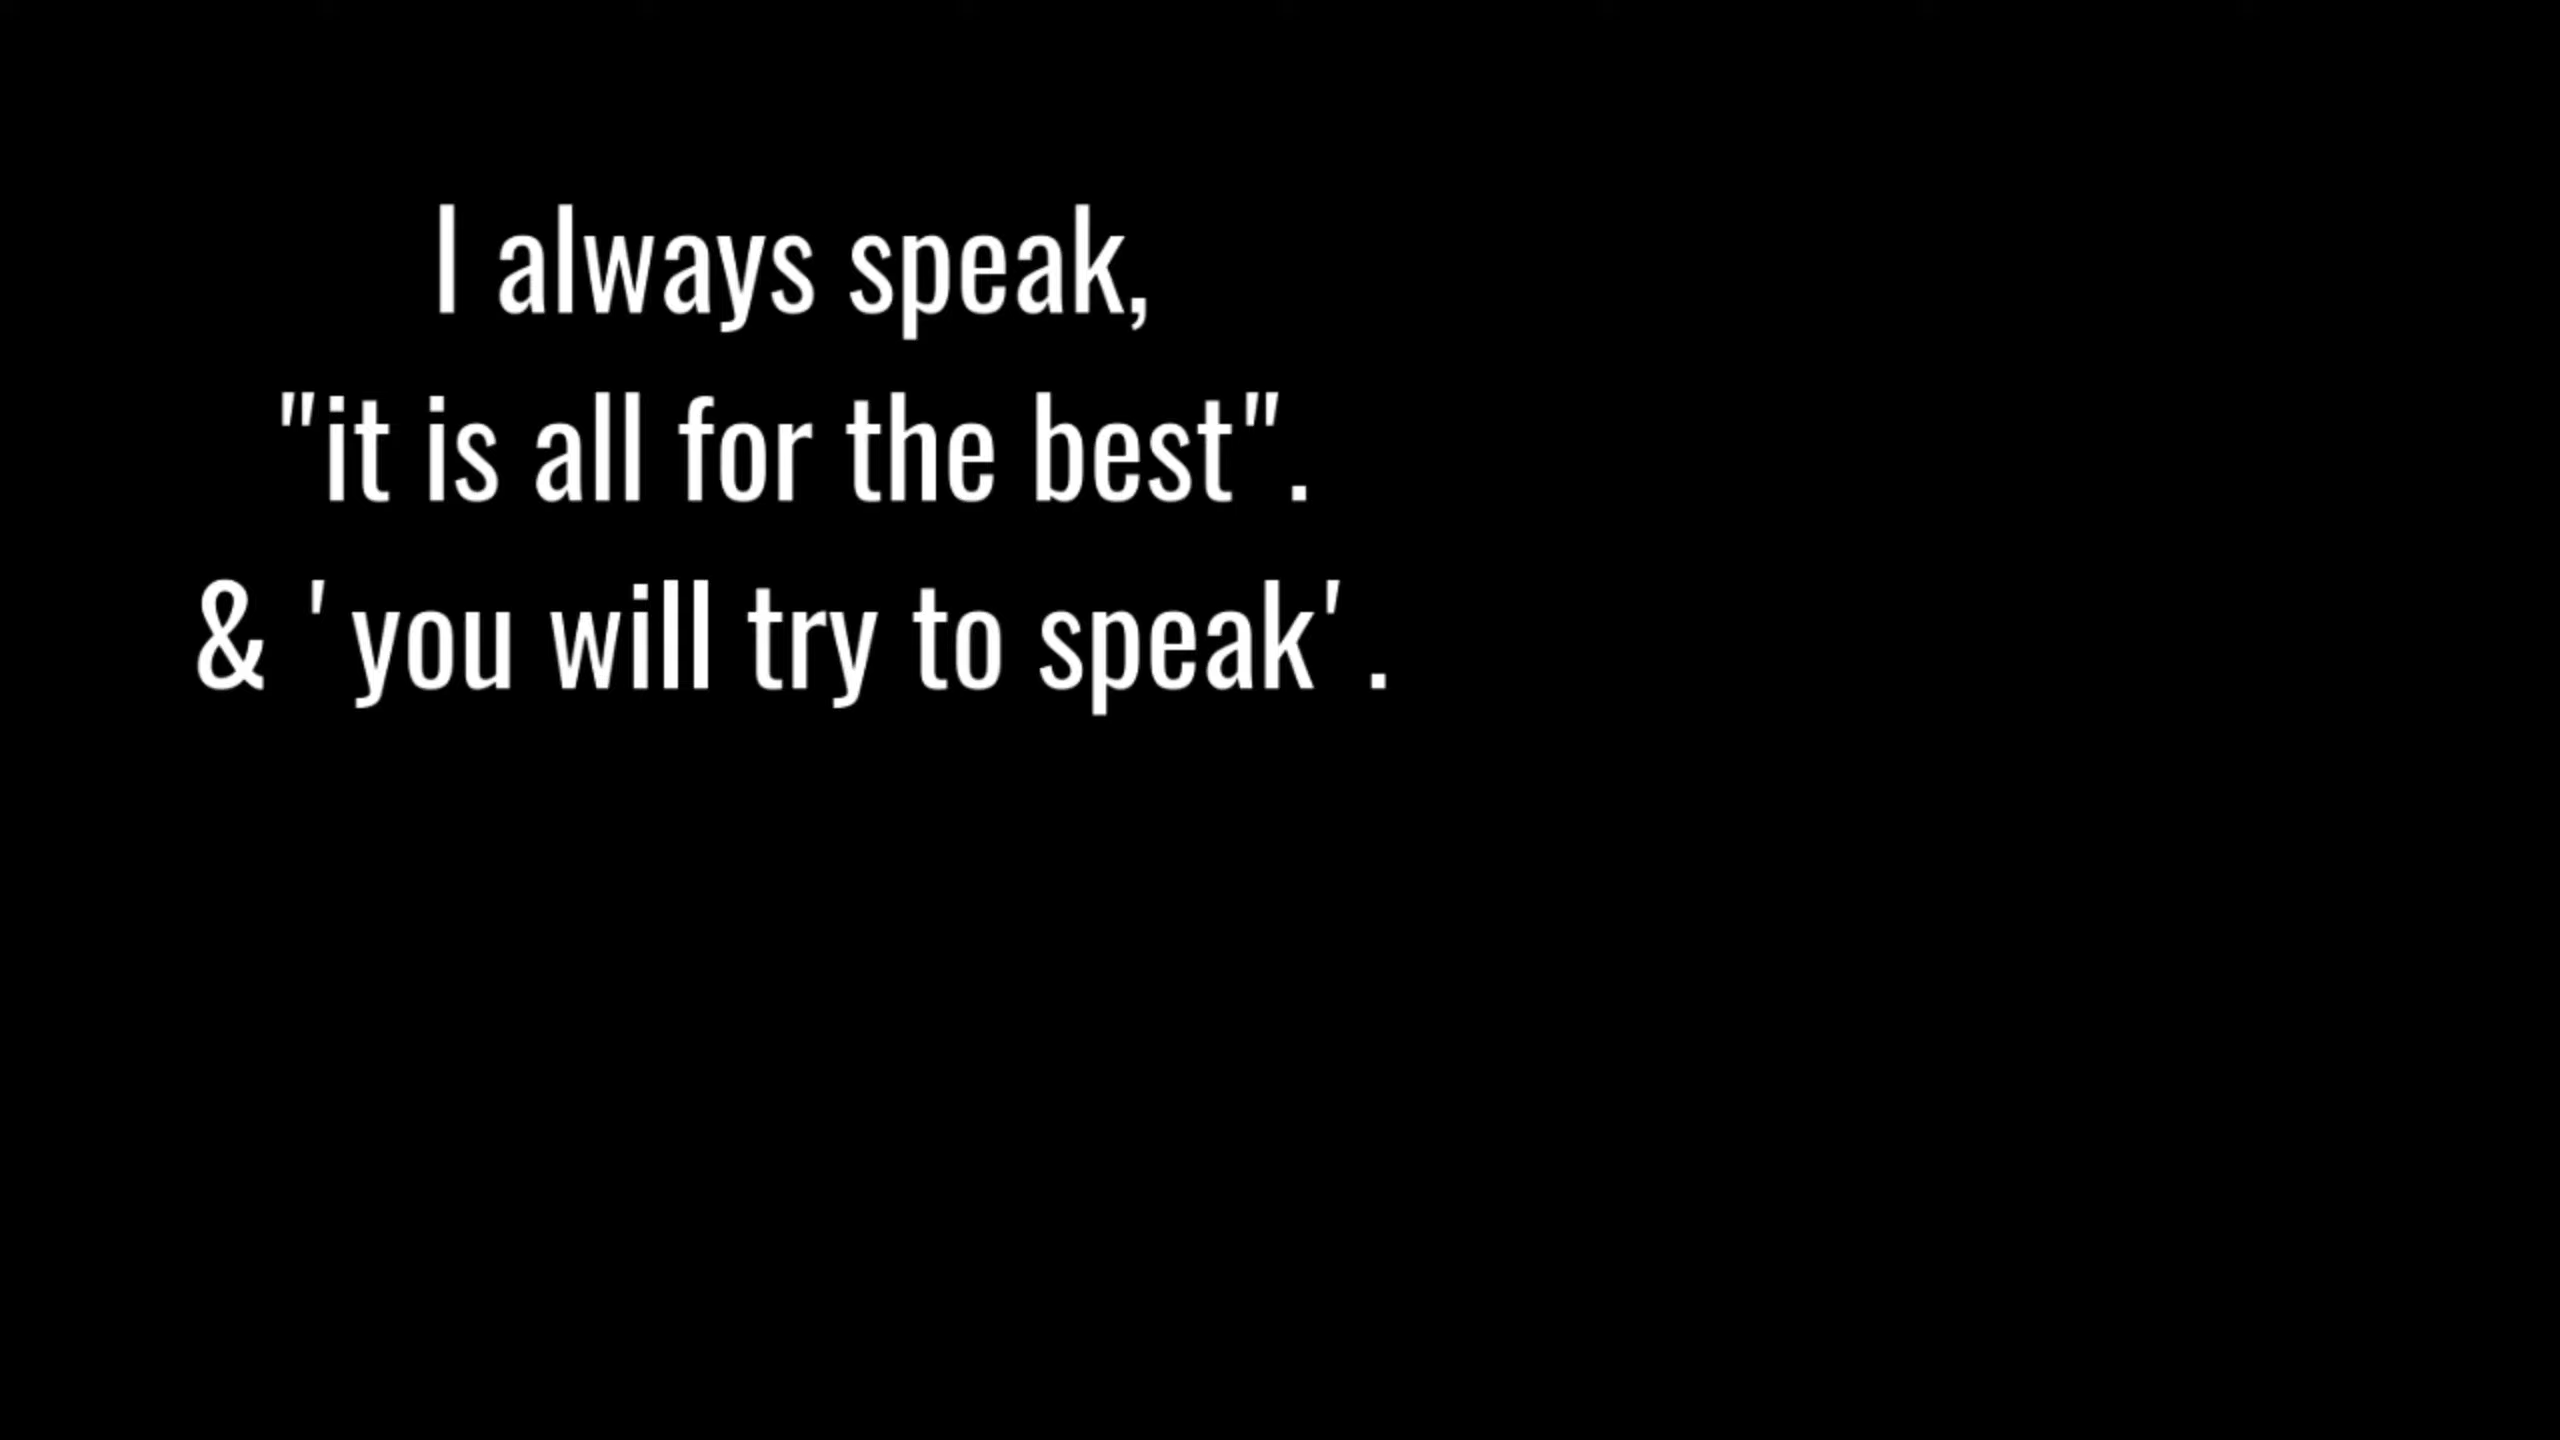 I always speak,
"it is all for the best".
& ' you will try to speak' .